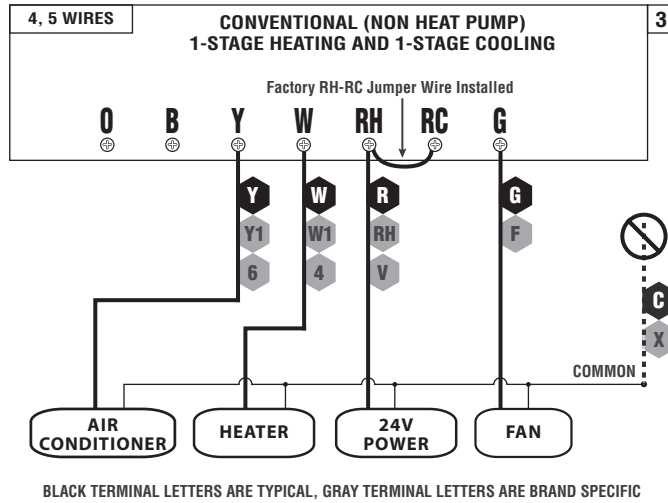 4, 5 WIRES
CONVENTIONAL (NON HEAT PUMP)
1-STAGE HEATING AND 1-STAGE COOLING
3
Factory RH-RC Jumper Wire Installed
O B Y W RH RC G
Y W R G
Y1 W1 RH F
6 4 V
C
X
COMMON
AIR
CONDITIONER
HEATER
24V
POWER
FAN
BLACK TERMINAL LETTERS ARE TYPICAL, GRAY TERMINAL LETTERS ARE BRAND SPECIFIC